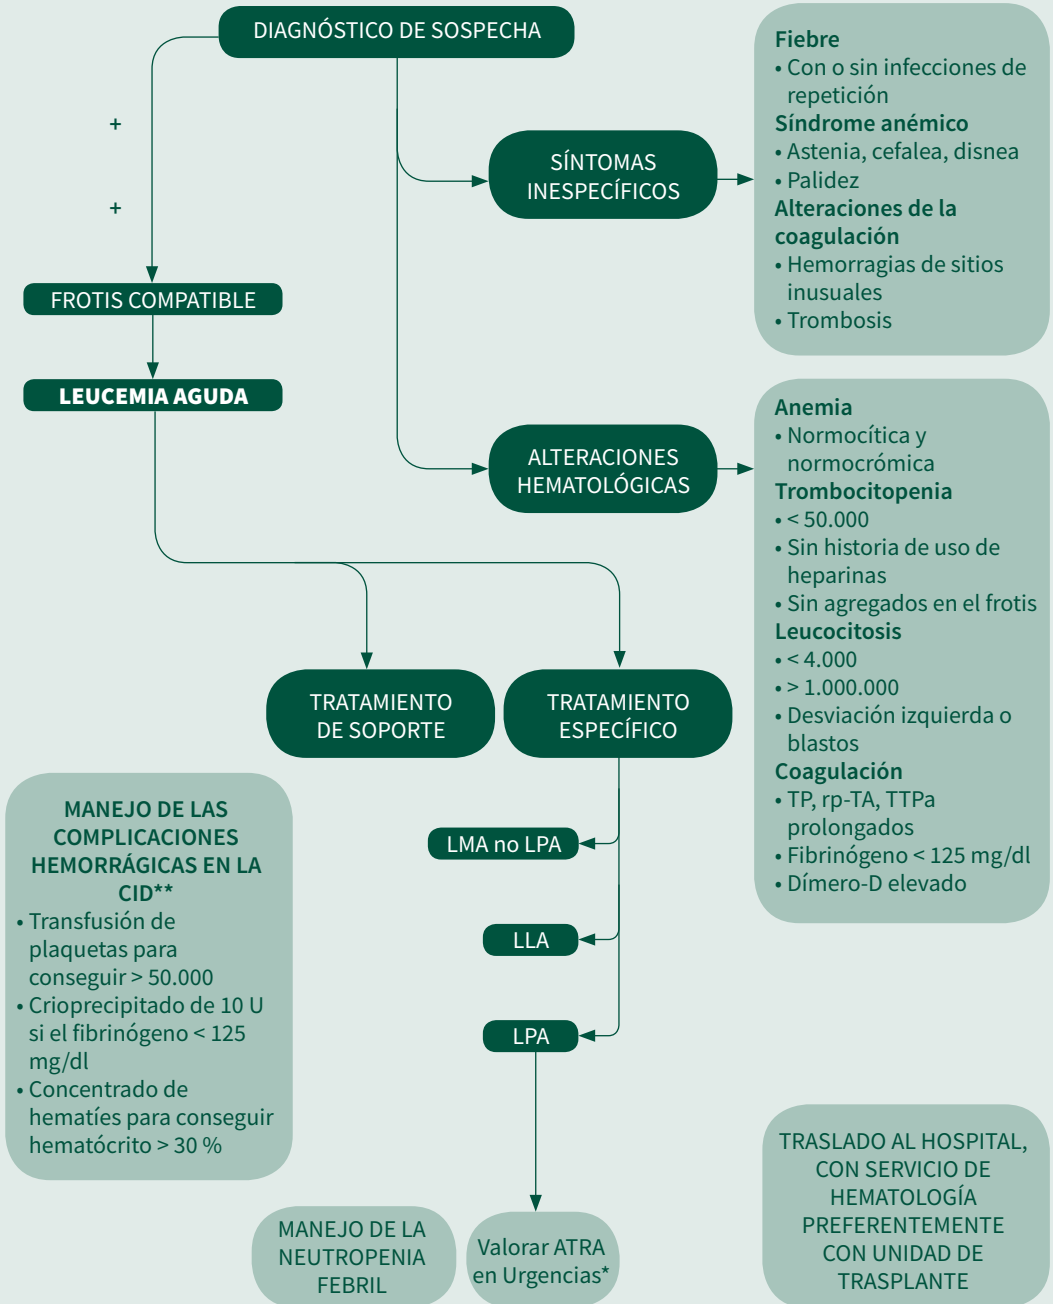 DIAGNÓSTICO DE SOSPECHA
+
+
FROTIS COMPATIBLE
LEUCEMIA AGUDA
SÍNTOMAS
INESPECÍFICOS
Fiebre
• Con o sin infecciones de
repetición
Síndrome anémico
• Astenia, cefalea, disnea
• Palidez
Alteraciones de la
coagulación
• Hemorragias de sitios
inusuales
• Trombosis
ALTERACIONES
HEMATOLÓGICAS
Anemia
• Normocítica y
normocrómica
Trombocitopenia
• < 50.000
• Sin historia de uso de
heparinas
• Sin agregados en el frotis
Leucocitosis
• < 4.000
• > 1.000.000
• Desviación izquierda o
blastos
Coagulación
• TP, rp-TA, TTPa
prolongados
• Fibrinógeno < 125 mg/dl
• Dímero-D elevado
TRATAMIENTO
DE SOPORTE
TRATAMIENTO
ESPECÍFICO
MANEJO DE LAS
COMPLICACIONES
HEMORRÁGICAS EN LA
CID**
• Transfusión de
plaquetas para
conseguir > 50.000
• Crioprecipitado de 10 U
si el fibrinógeno < 125
mg/dl
• Concentrado de
hematíes para conseguir
hematócrito > 30 %
LMA no LPA
LLA
LPA
MANEJO DE LA
NEUTROPENIA
FEBRIL
Valorar ATRA
en Urgencias*
TRASLADO AL HOSPITAL,
CON SERVICIO DE
HEMATOLOGÍA
PREFERENTEMENTE
CON UNIDAD DE
TRASPLANTE